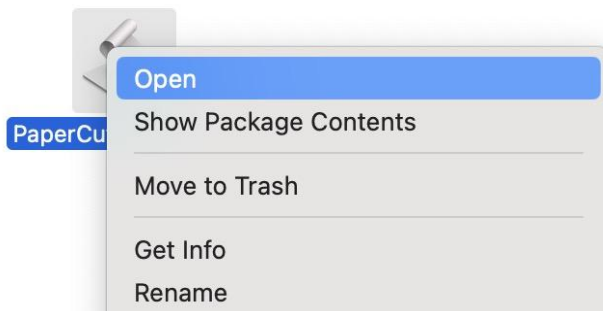 Open
Show Package Contents
PaperCu
Move to Trash
Get Info
Rename